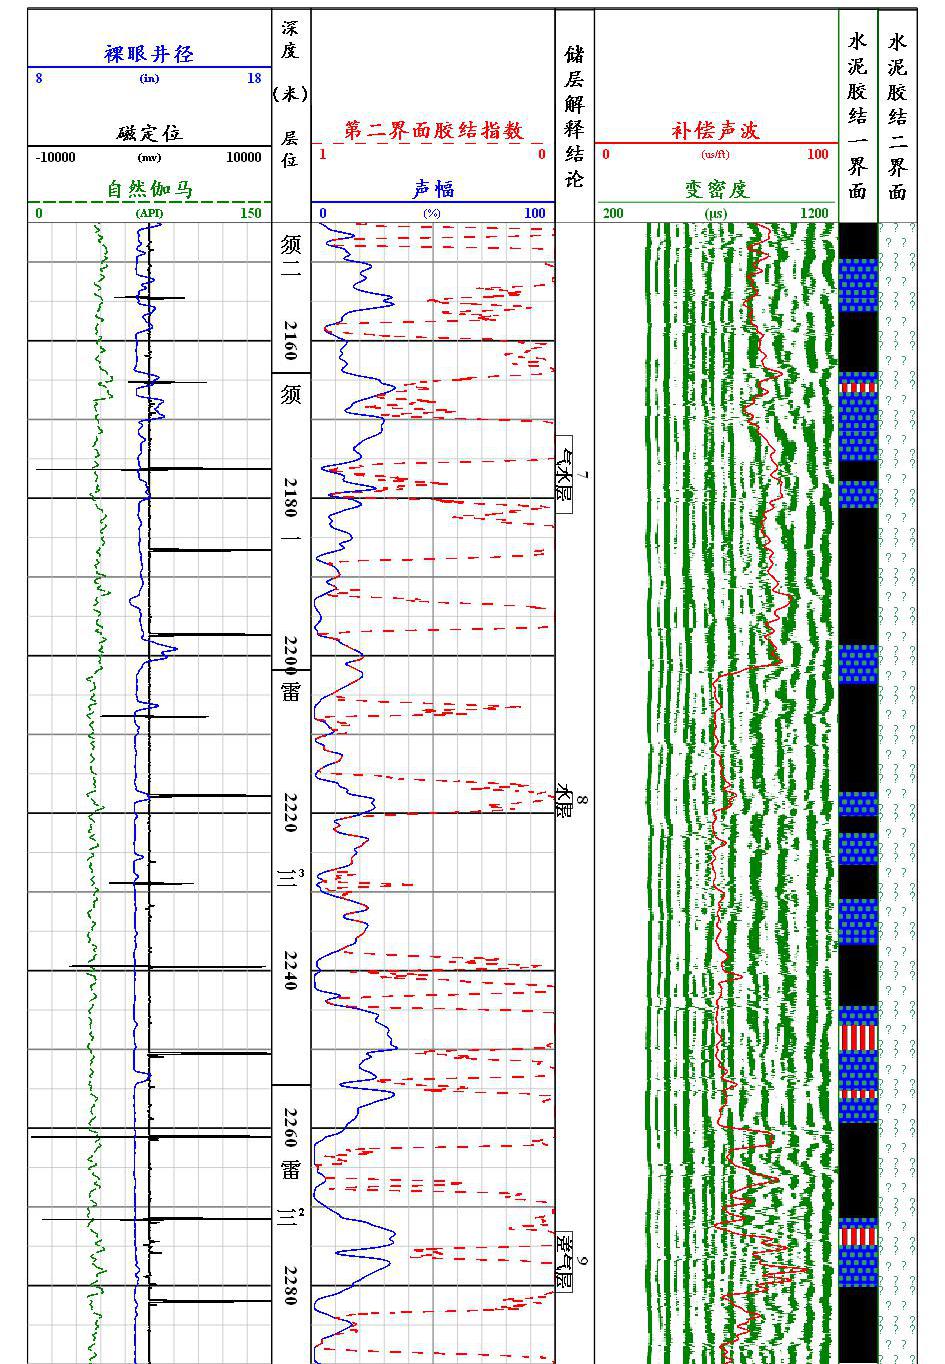 裸眼井径
8 (in) 18
磁定位
-10000 (mv) 10000
自然伽马
0 (API) 150
深度
(米)
层位
第二界面胶结指数
1 0
声幅
0 (%) 100
储层解释结论
补偿声波
0 (us/ft) 100
变密度
200 (μs) 1200
水泥胶结一界面
水泥胶结二界面
须二
2160
须
气水层
7
2180
一
2200
雷
水层
8
2220
三³
2240
2260
雷
三²
差气层
9
2280